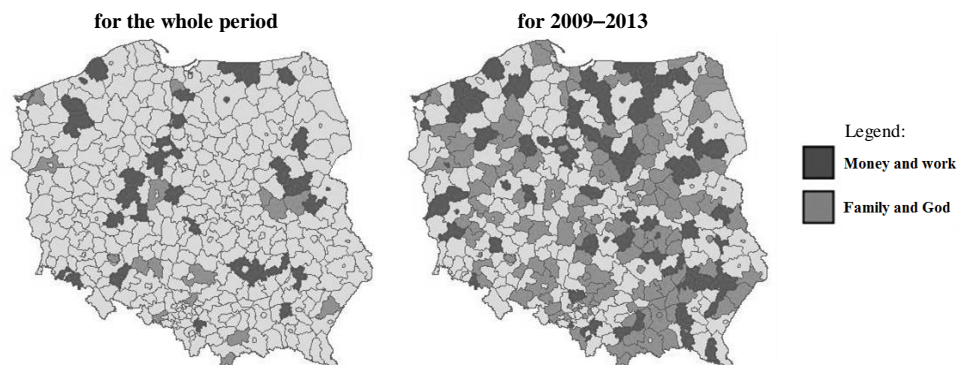 for the whole period
for 2009–2013
Legend:
Money and work
Family and God